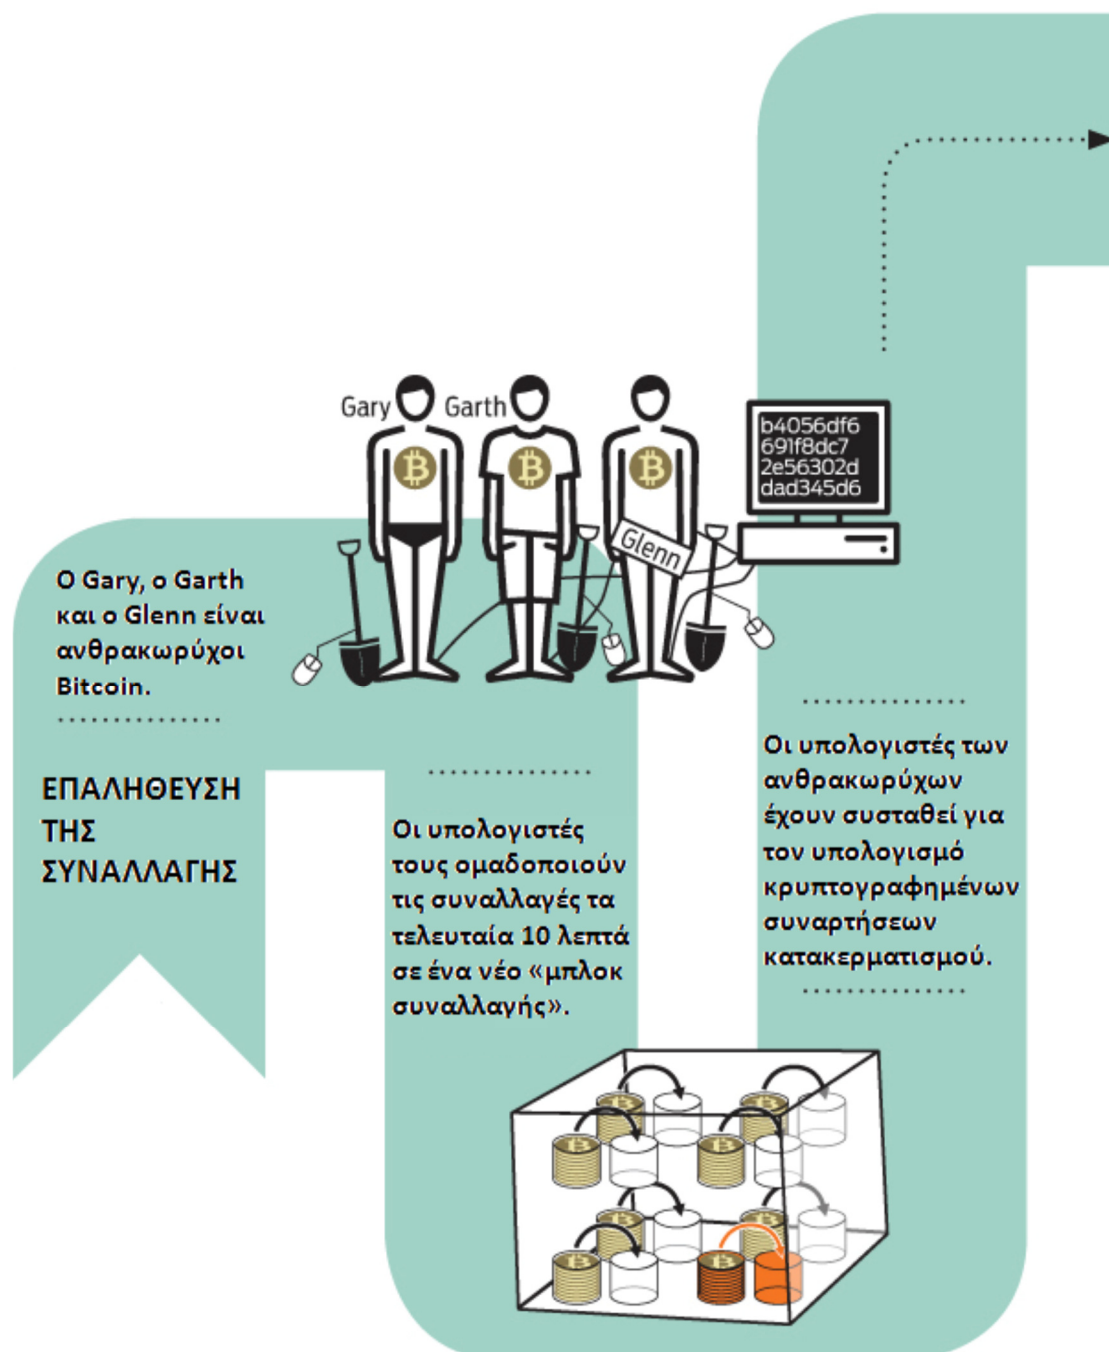 Gary
Garth
Glenn
b4056df6
691f8dc7
2e56302d
dad345d6
Ο Gary, ο Garth
και ο Glenn είναι
ανθρακωρύχοι
Bitcoin.
ΕΠΑΛΗΘΕΥΣΗ
ΤΗΣ
ΣΥΝΑΛΛΑΓΗΣ
Οι υπολογιστές
τους ομαδοποιούν
τις συναλλαγές τα
τελευταία 10 λεπτά
σε ένα νέο «μπλοκ
συναλλαγής».
Οι υπολογιστές των
ανθρακωρύχων
έχουν συσταθεί για
τον υπολογισμό
κρυπτογραφημένων
συναρτήσεων
κατακερματισμού.